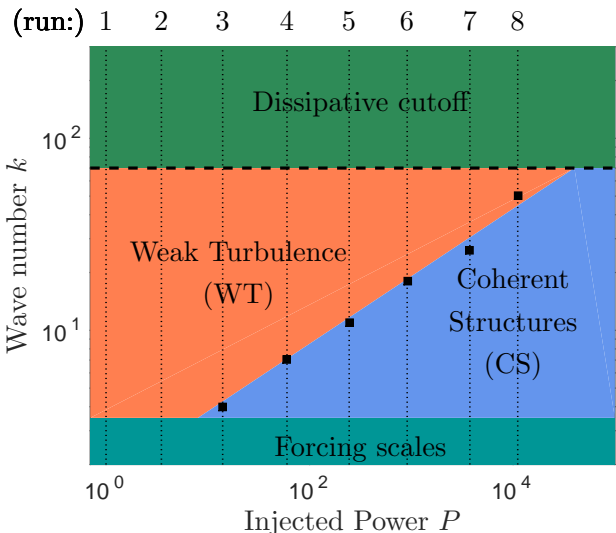 (run:) 1 2 3 4 5 6 7 8
Dissipative cutoff
10^2
Weak Turbulence
(WT)
Coherent
Structures
(CS)
10^1
Wave number k
Forcing scales
10^0 10^2 10^4
Injected Power P